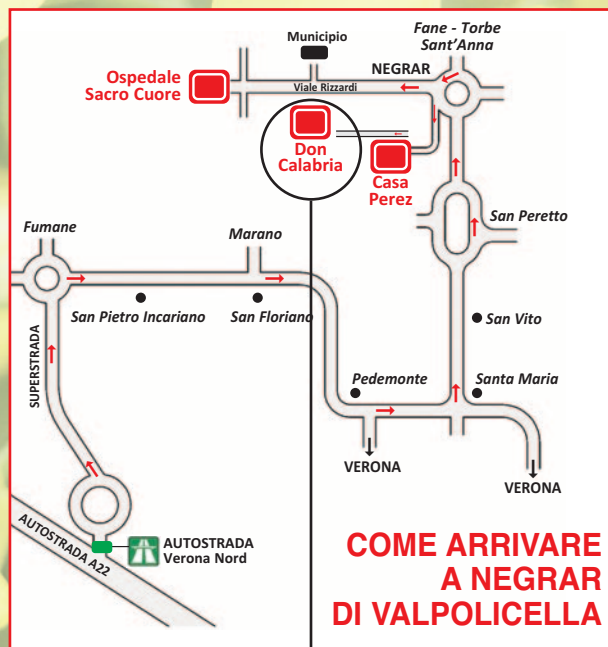 Fane - Torbe
Sant’Anna
Municipio
NEGRAR
Ospedale
Sacro Cuore
Viale Rizzardi
Don
Calabria
Casa
Perez
San Peretto
Fumane
Marano
San Pietro Incariano
San Floriano
San Vito
SUPERSTRADA
Pedemonte
Santa Maria
VERONA
VERONA
AUTOSTRADA A22
AUTOSTRADA
Verona Nord
COME ARRIVARE
A NEGRAR
DI VALPOLICELLA